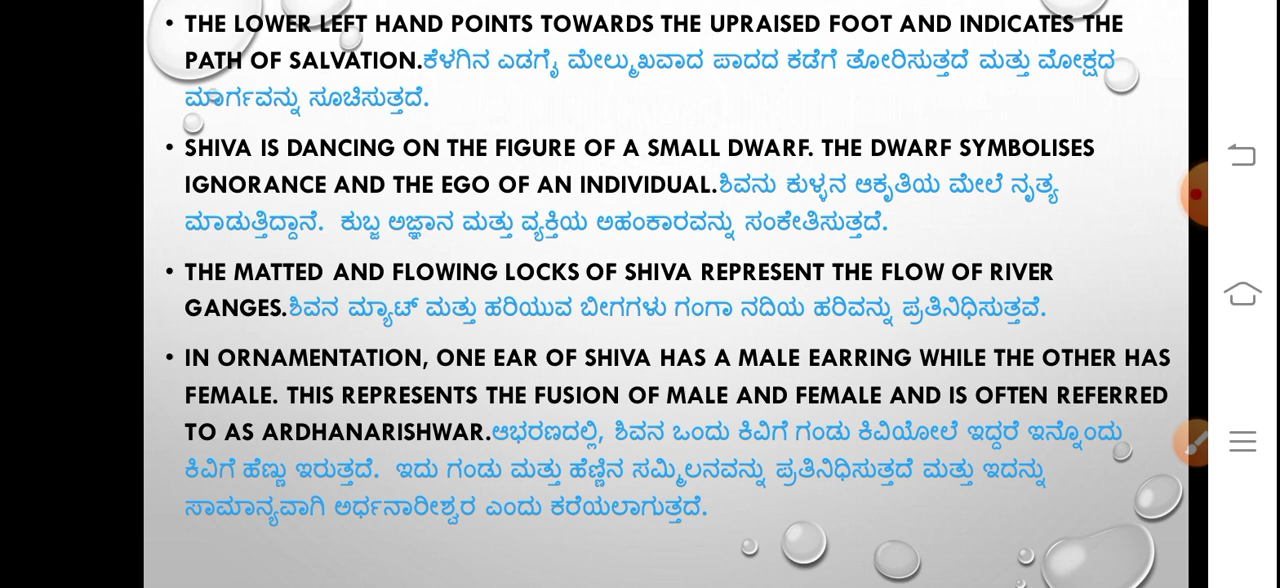 • THE LOWER LEFT HAND POINTS TOWARDS THE UPRAISED FOOT AND INDICATES THE
PATH OF SALVATION.ಕೆಳಗಿನ ಎಡಗೈ ಮೇಲ್ಮುಖವಾದ ಪಾದದ ಕಡೆಗೆ ತೋರಿಸುತ್ತದೆ ಮತ್ತು ಮೋಕ್ಷದ
ಮಾರ್ಗವನ್ನು ಸೂಚಿಸುತ್ತದೆ.
• SHIVA IS DANCING ON THE FIGURE OF A SMALL DWARF. THE DWARF SYMBOLISES
IGNORANCE AND THE EGO OF AN INDIVIDUAL.ಶಿವನು ಕುಳ್ಳನ ಆಕೃತಿಯ ಮೇಲೆ ನೃತ್ಯ
ಮಾಡುತ್ತಿದ್ದಾನೆ. ಕುಬ್ಜ ಅಜ್ಞಾನ ಮತ್ತು ವ್ಯಕ್ತಿಯ ಅಹಂಕಾರವನ್ನು ಸಂಕೇತಿಸುತ್ತದೆ.
• THE MATTED AND FLOWING LOCKS OF SHIVA REPRESENT THE FLOW OF RIVER
GANGES.ಶಿವನ ಮ್ಯಾಟ್ ಮತ್ತು ಹರಿಯುವ ಬೀಗಗಳು ಗಂಗಾ ನದಿಯ ಹರಿವನ್ನು ಪ್ರತಿನಿಧಿಸುತ್ತವೆ.
• IN ORNAMENTATION, ONE EAR OF SHIVA HAS A MALE EARRING WHILE THE OTHER HAS
FEMALE. THIS REPRESENTS THE FUSION OF MALE AND FEMALE AND IS OFTEN REFERRED
TO AS ARDHANARISHWAR.ಆಭರಣದಲ್ಲಿ, ಶಿವನ ಒಂದು ಕಿವಿಗೆ ಗಂಡು ಕಿವಿಯೋಲೆ ಇದ್ದರೆ ಇನ್ನೊಂದು
ಕಿವಿಗೆ ಹೆಣ್ಣು ಇರುತ್ತದೆ. ಇದು ಗಂಡು ಮತ್ತು ಹೆಣ್ಣಿನ ಸಮ್ಮಿಲನವನ್ನು ಪ್ರತಿನಿಧಿಸುತ್ತದೆ ಮತ್ತು ಇದನ್ನು
ಸಾಮಾನ್ಯವಾಗಿ ಅರ್ಧನಾರೀಶ್ವರ ಎಂದು ಕರೆಯಲಾಗುತ್ತದೆ.